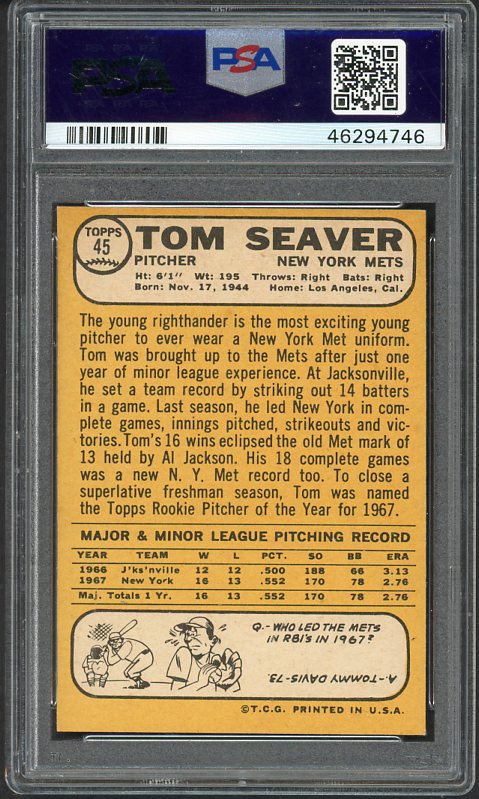 PSA
PSA
46294746
TOPPS
45
TOM SEAVER
PITCHER NEW YORK METS
Ht: 6'1" Wt: 195 Throws: Right Bats: Right
Born: Nov. 17, 1944 Home: Los Angeles, Cal.
The young righthander is the most exciting young
pitcher to ever wear a New York Met uniform.
Tom was brought up to the Mets after just one
year of minor league experience. At Jacksonville,
he set a team record by striking out 14 batters
in a game. Last season, he led New York in com-
plete games, innings pitched, strikeouts and vic-
tories. Tom's 16 wins eclipsed the old Met mark of
13 held by Al Jackson. His 18 complete games
was a new N. Y. Met record too. To close a
superlative freshman season, Tom was named
the Topps Rookie Pitcher of the Year for 1967.
MAJOR & MINOR LEAGUE PITCHING RECORD
YEAR TEAM W L PCT. SO BB ERA
1966 J'ks'nville 12 12 .500 188 66 3.13
1967 New York 16 13 .552 170 78 2.76
Maj. Totals 1 Yr. 16 13 .552 170 78 2.76
Q.-WHO LED THE METS
IN RBI'S IN 1967?
A.-TOMMY DAVIS-73.
©T.C.G. PRINTED IN U.S.A.